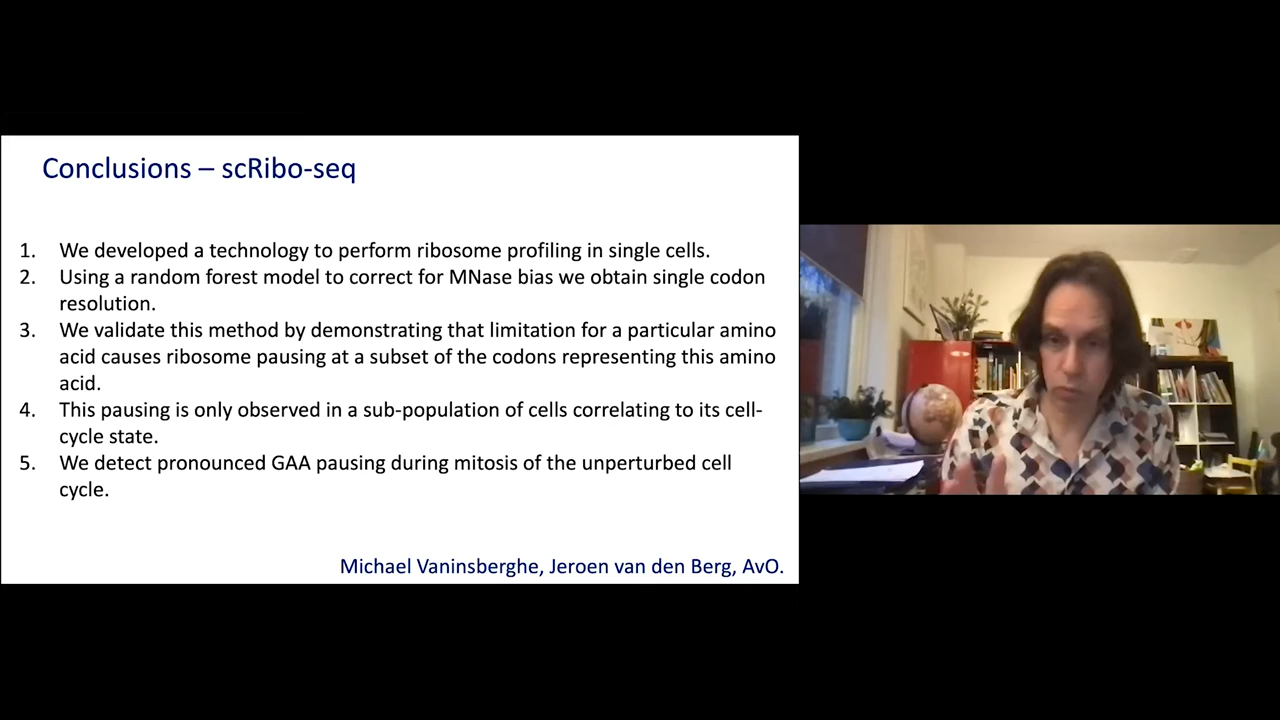 Conclusions – scRibo-seq
1. We developed a technology to perform ribosome profiling in single cells.
2. Using a random forest model to correct for MNase bias we obtain single codon
resolution.
3. We validate this method by demonstrating that limitation for a particular amino
acid causes ribosome pausing at a subset of the codons representing this amino
acid.
4. This pausing is only observed in a sub-population of cells correlating to its cell-
cycle state.
5. We detect pronounced GAA pausing during mitosis of the unperturbed cell
cycle.
Michael Vaninsberghe, Jeroen van den Berg, AvO.